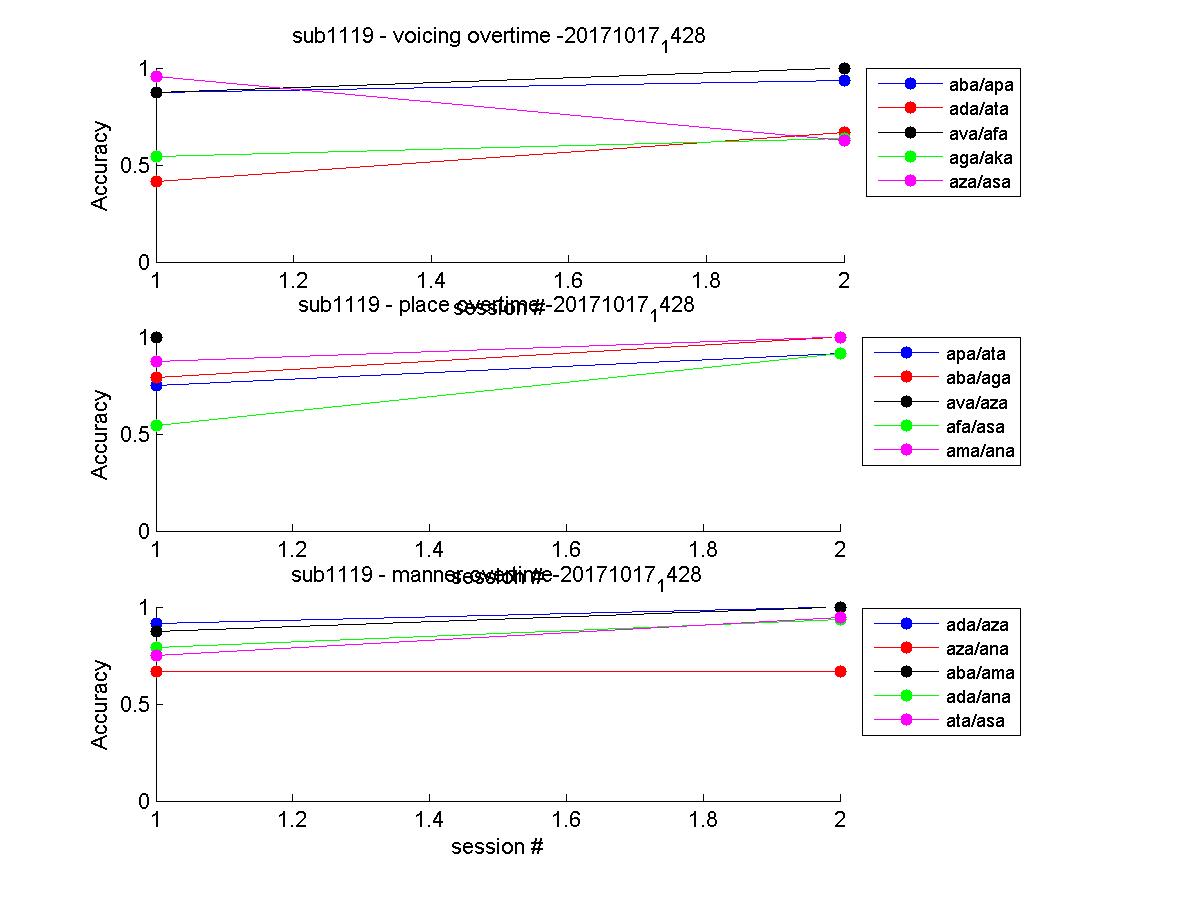 sub1119 - voicing overtime -20171017₁428
1
0.5
0
Accuracy
1 1.2 1.4 1.6 1.8 2
session #
aba/apa
ada/ata
ava/afa
aga/aka
aza/asa
sub1119 - place overtime -20171017₁428
1
0.5
0
Accuracy
1 1.2 1.4 1.6 1.8 2
session #
apa/ata
aba/aga
ava/aza
afa/asa
ama/ana
sub1119 - manner overtime -20171017₁428
1
0.5
0
Accuracy
1 1.2 1.4 1.6 1.8 2
session #
ada/aza
aza/ana
aba/ama
ada/ana
ata/asa